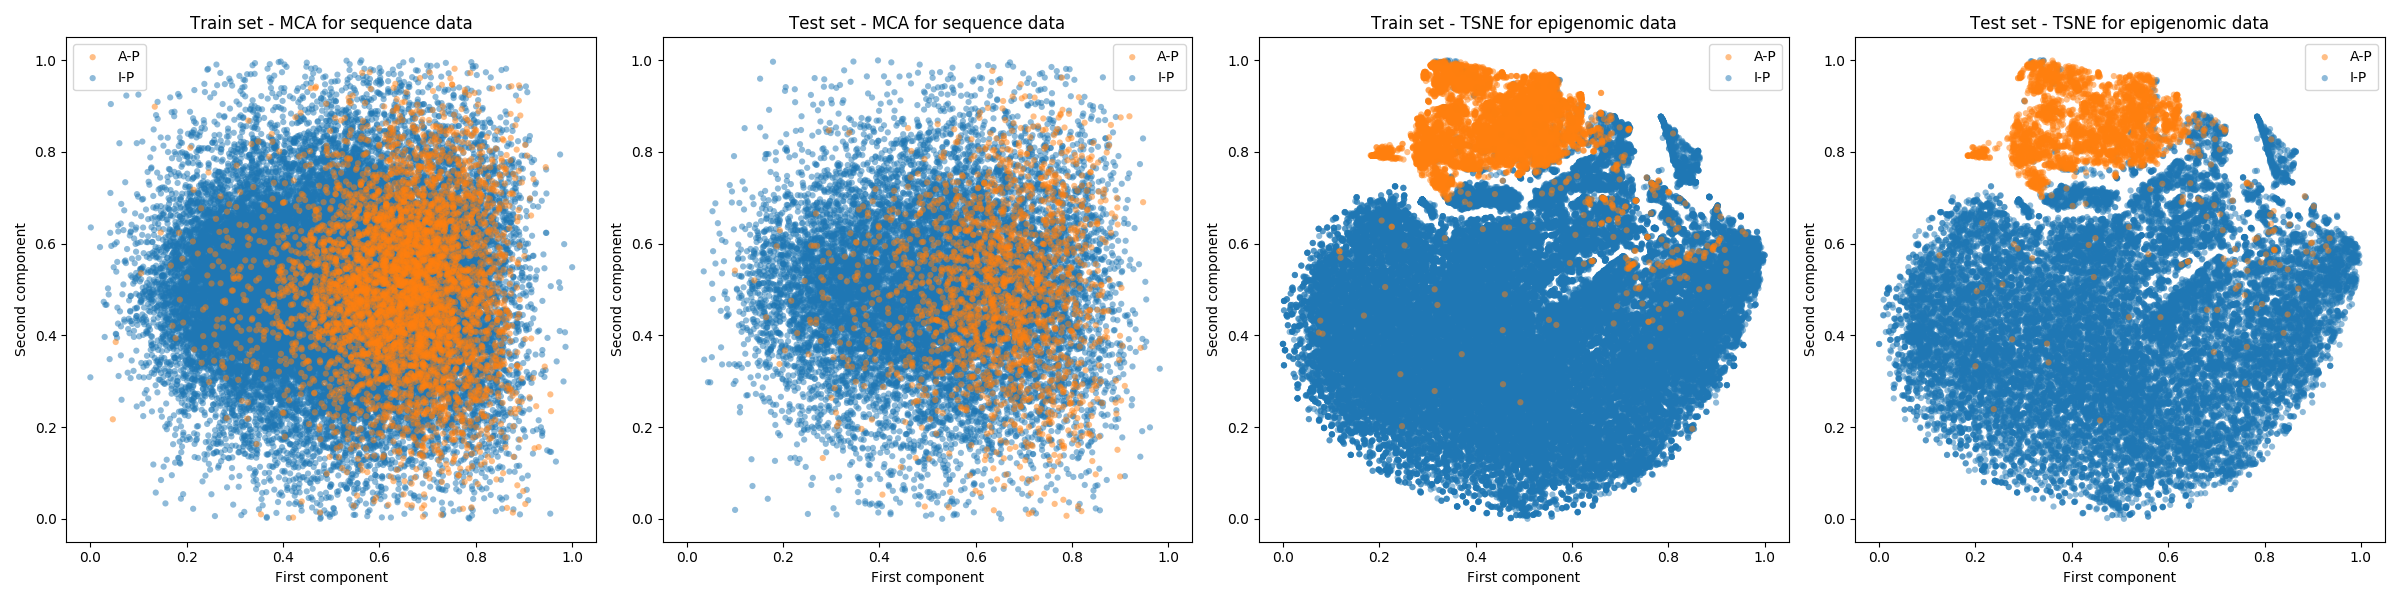 Train set - MCA for sequence data
A-P
I-P
1.0
0.8
0.6
0.4
0.2
0.0
Second component
0.0 0.2 0.4 0.6 0.8 1.0
First component
Test set - MCA for sequence data
A-P
I-P
1.0
0.8
0.6
0.4
0.2
0.0
Second component
0.0 0.2 0.4 0.6 0.8 1.0
First component
Train set - TSNE for epigenomic data
A-P
I-P
1.0
0.8
0.6
0.4
0.2
0.0
Second component
0.0 0.2 0.4 0.6 0.8 1.0
First component
Test set - TSNE for epigenomic data
A-P
I-P
1.0
0.8
0.6
0.4
0.2
0.0
Second component
0.0 0.2 0.4 0.6 0.8 1.0
First component